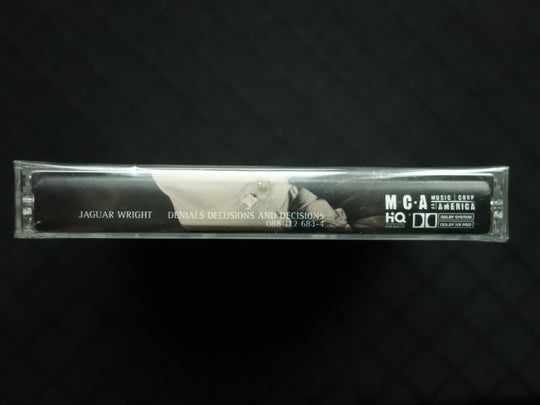 JAGUAR WRIGHT DENIALS DELUSIONS AND DECISIONS
088 112 683-4
M·C·A MUSIC CORP
AMERICA
HQ
DOLBY SYSTEM
DOLBY HX PRO